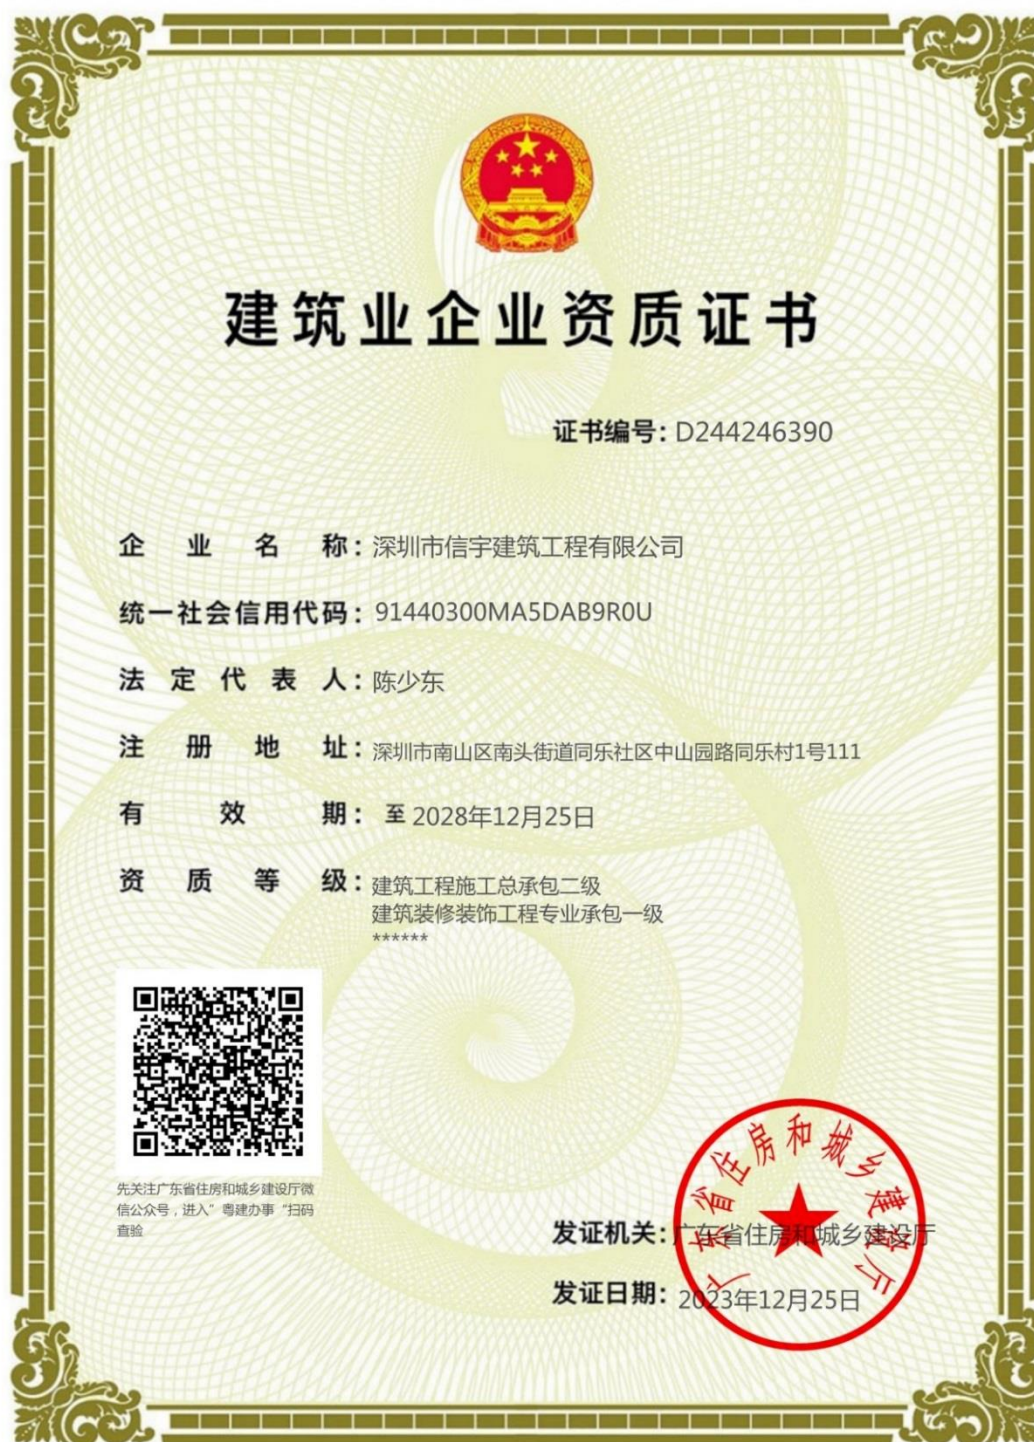 建筑业企业资质证书
证书编号：D244246390
企业名称：深圳市信宇建筑工程有限公司
统一社会信用代码：91440300MA5DAB9R0U
法定代表人：陈少东
注册地址：深圳市南山区南头街道同乐社区中山园路同乐村1号111
有效期：至 2028年12月25日
资质等级：建筑工程施工总承包二级
建筑装修装饰工程专业承包一级
******
先关注广东省住房和城乡建设厅微
信公众号，进入”粤建办事“扫码
查验
发证机关：广东省住房和城乡建设厅
发证日期：2023年12月25日
广东省住房和城乡建设厅